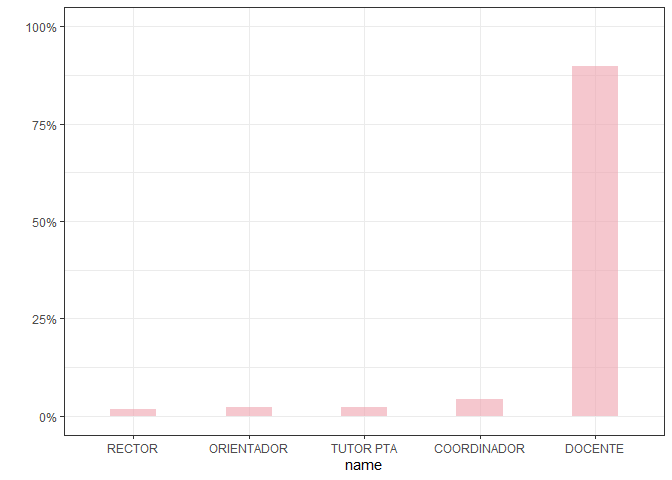 100%
75%
50%
25%
0%
RECTOR ORIENTADOR TUTOR PTA COORDINADOR DOCENTE
name